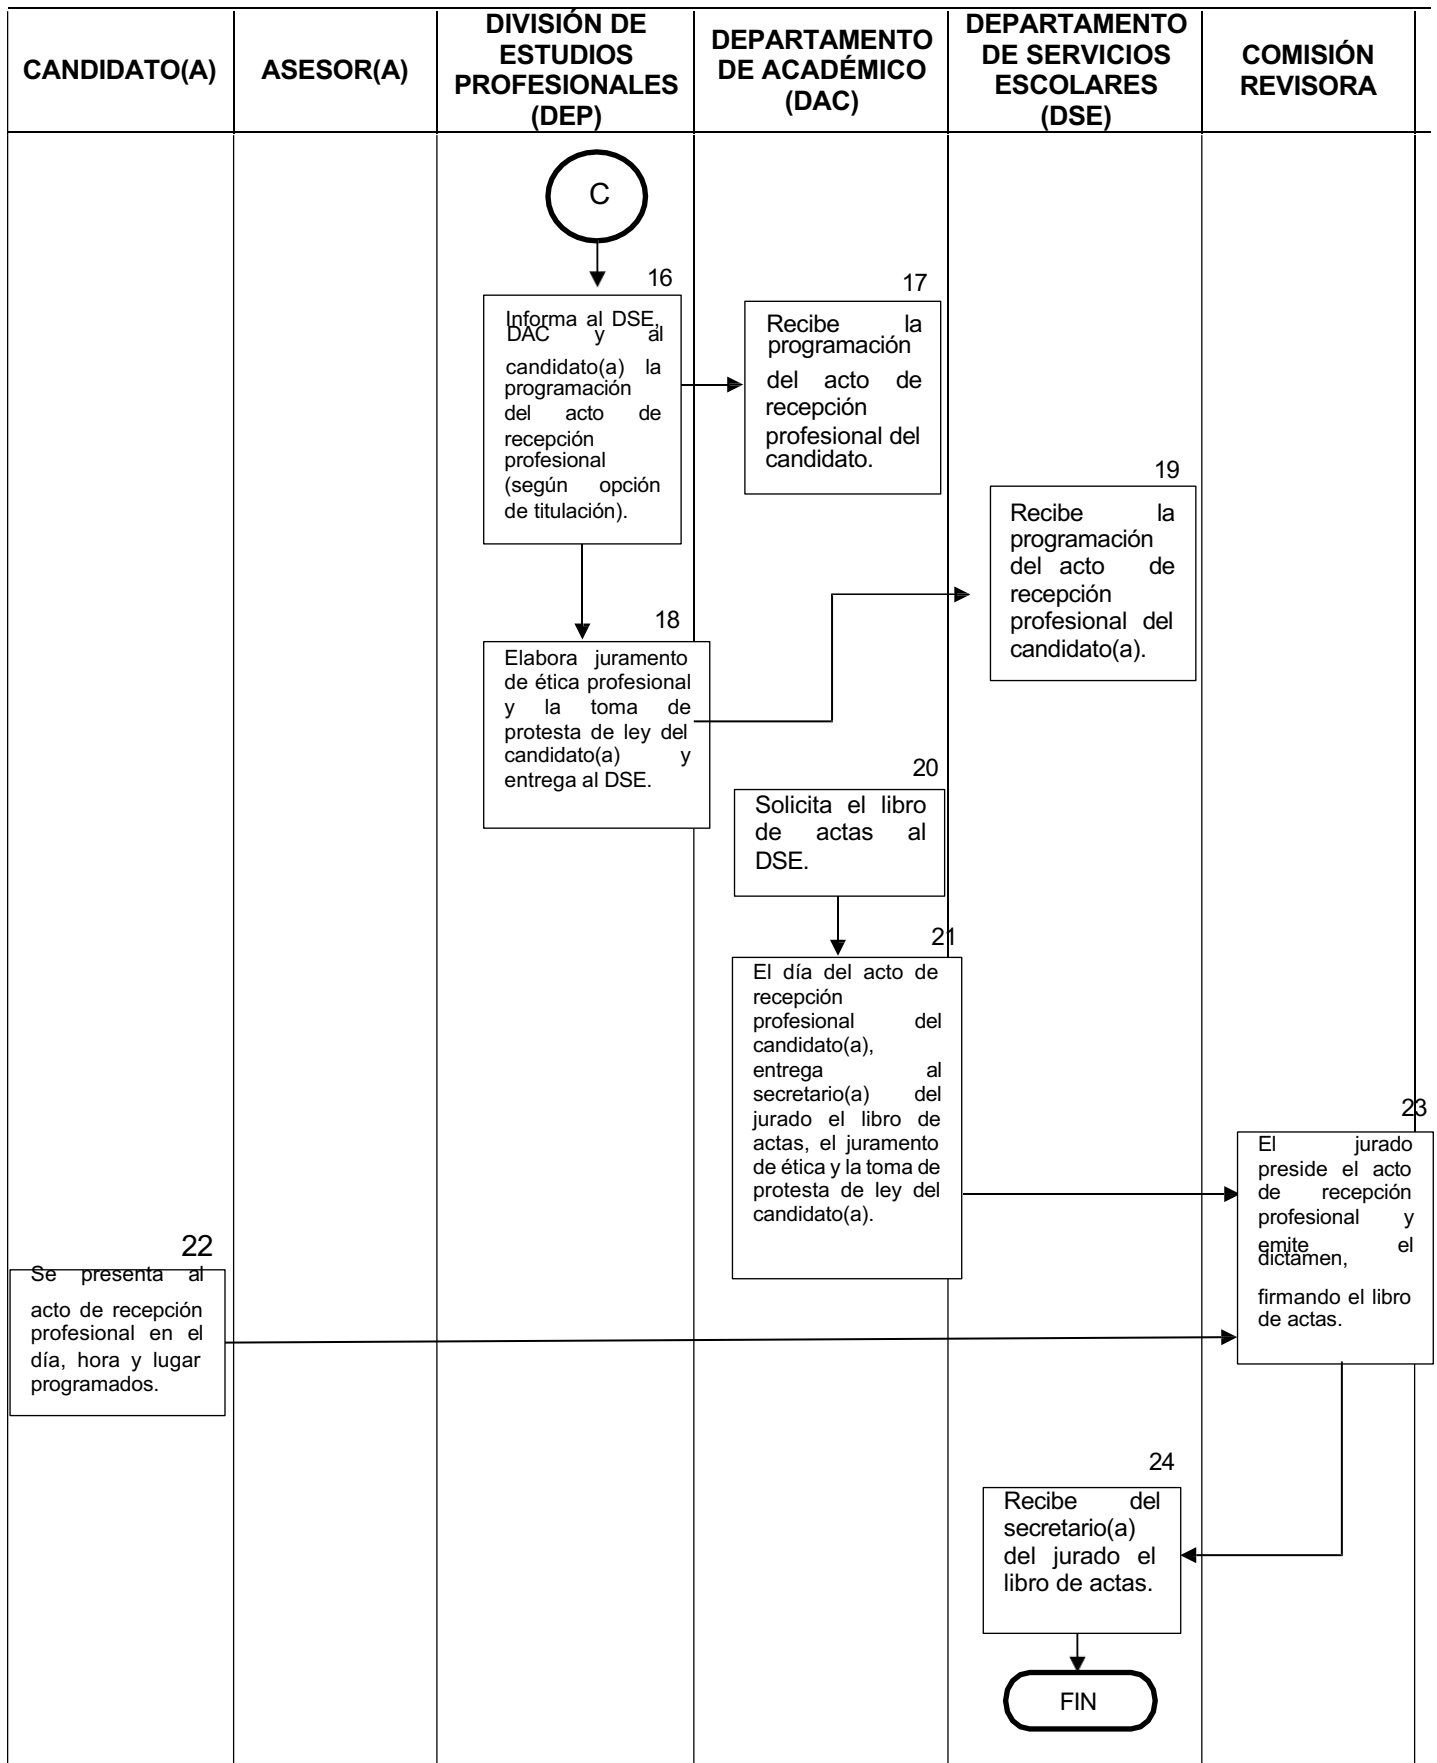 CANDIDATO(A)
ASESOR(A)
DIVISIÓN DE
ESTUDIOS
PROFESIONALES
(DEP)
DEPARTAMENTO
DE ACADÉMICO
(DAC)
DEPARTAMENTO
DE SERVICIOS
ESCOLARES
(DSE)
COMISIÓN
REVISORA
C
16
Informa al DSE,
DAC y al
candidato(a) la
programación
del acto de
recepción
profesional
(según opción
de titulación).
17
Recibe la
programación
del acto de
recepción
profesional del
candidato.
18
Elabora juramento
de ética profesional
y la toma de
protesta de ley del
candidato(a) y
entrega al DSE.
19
Recibe la
programación
del acto de
recepción
profesional del
candidato(a).
20
Solicita el libro
de actas al
DSE.
21
El día del acto de
recepción
profesional del
candidato(a),
entrega al
secretario(a) del
jurado el libro de
actas, el juramento
de ética y la toma de
protesta de ley del
candidato(a).
22
Se presenta al
acto de recepción
profesional en el
día, hora y lugar
programados.
23
El jurado
preside el acto
de recepción
profesional y
emite el
dictámen,
firmando el libro
de actas.
24
Recibe del
secretario(a)
del jurado el
libro de actas.
FIN